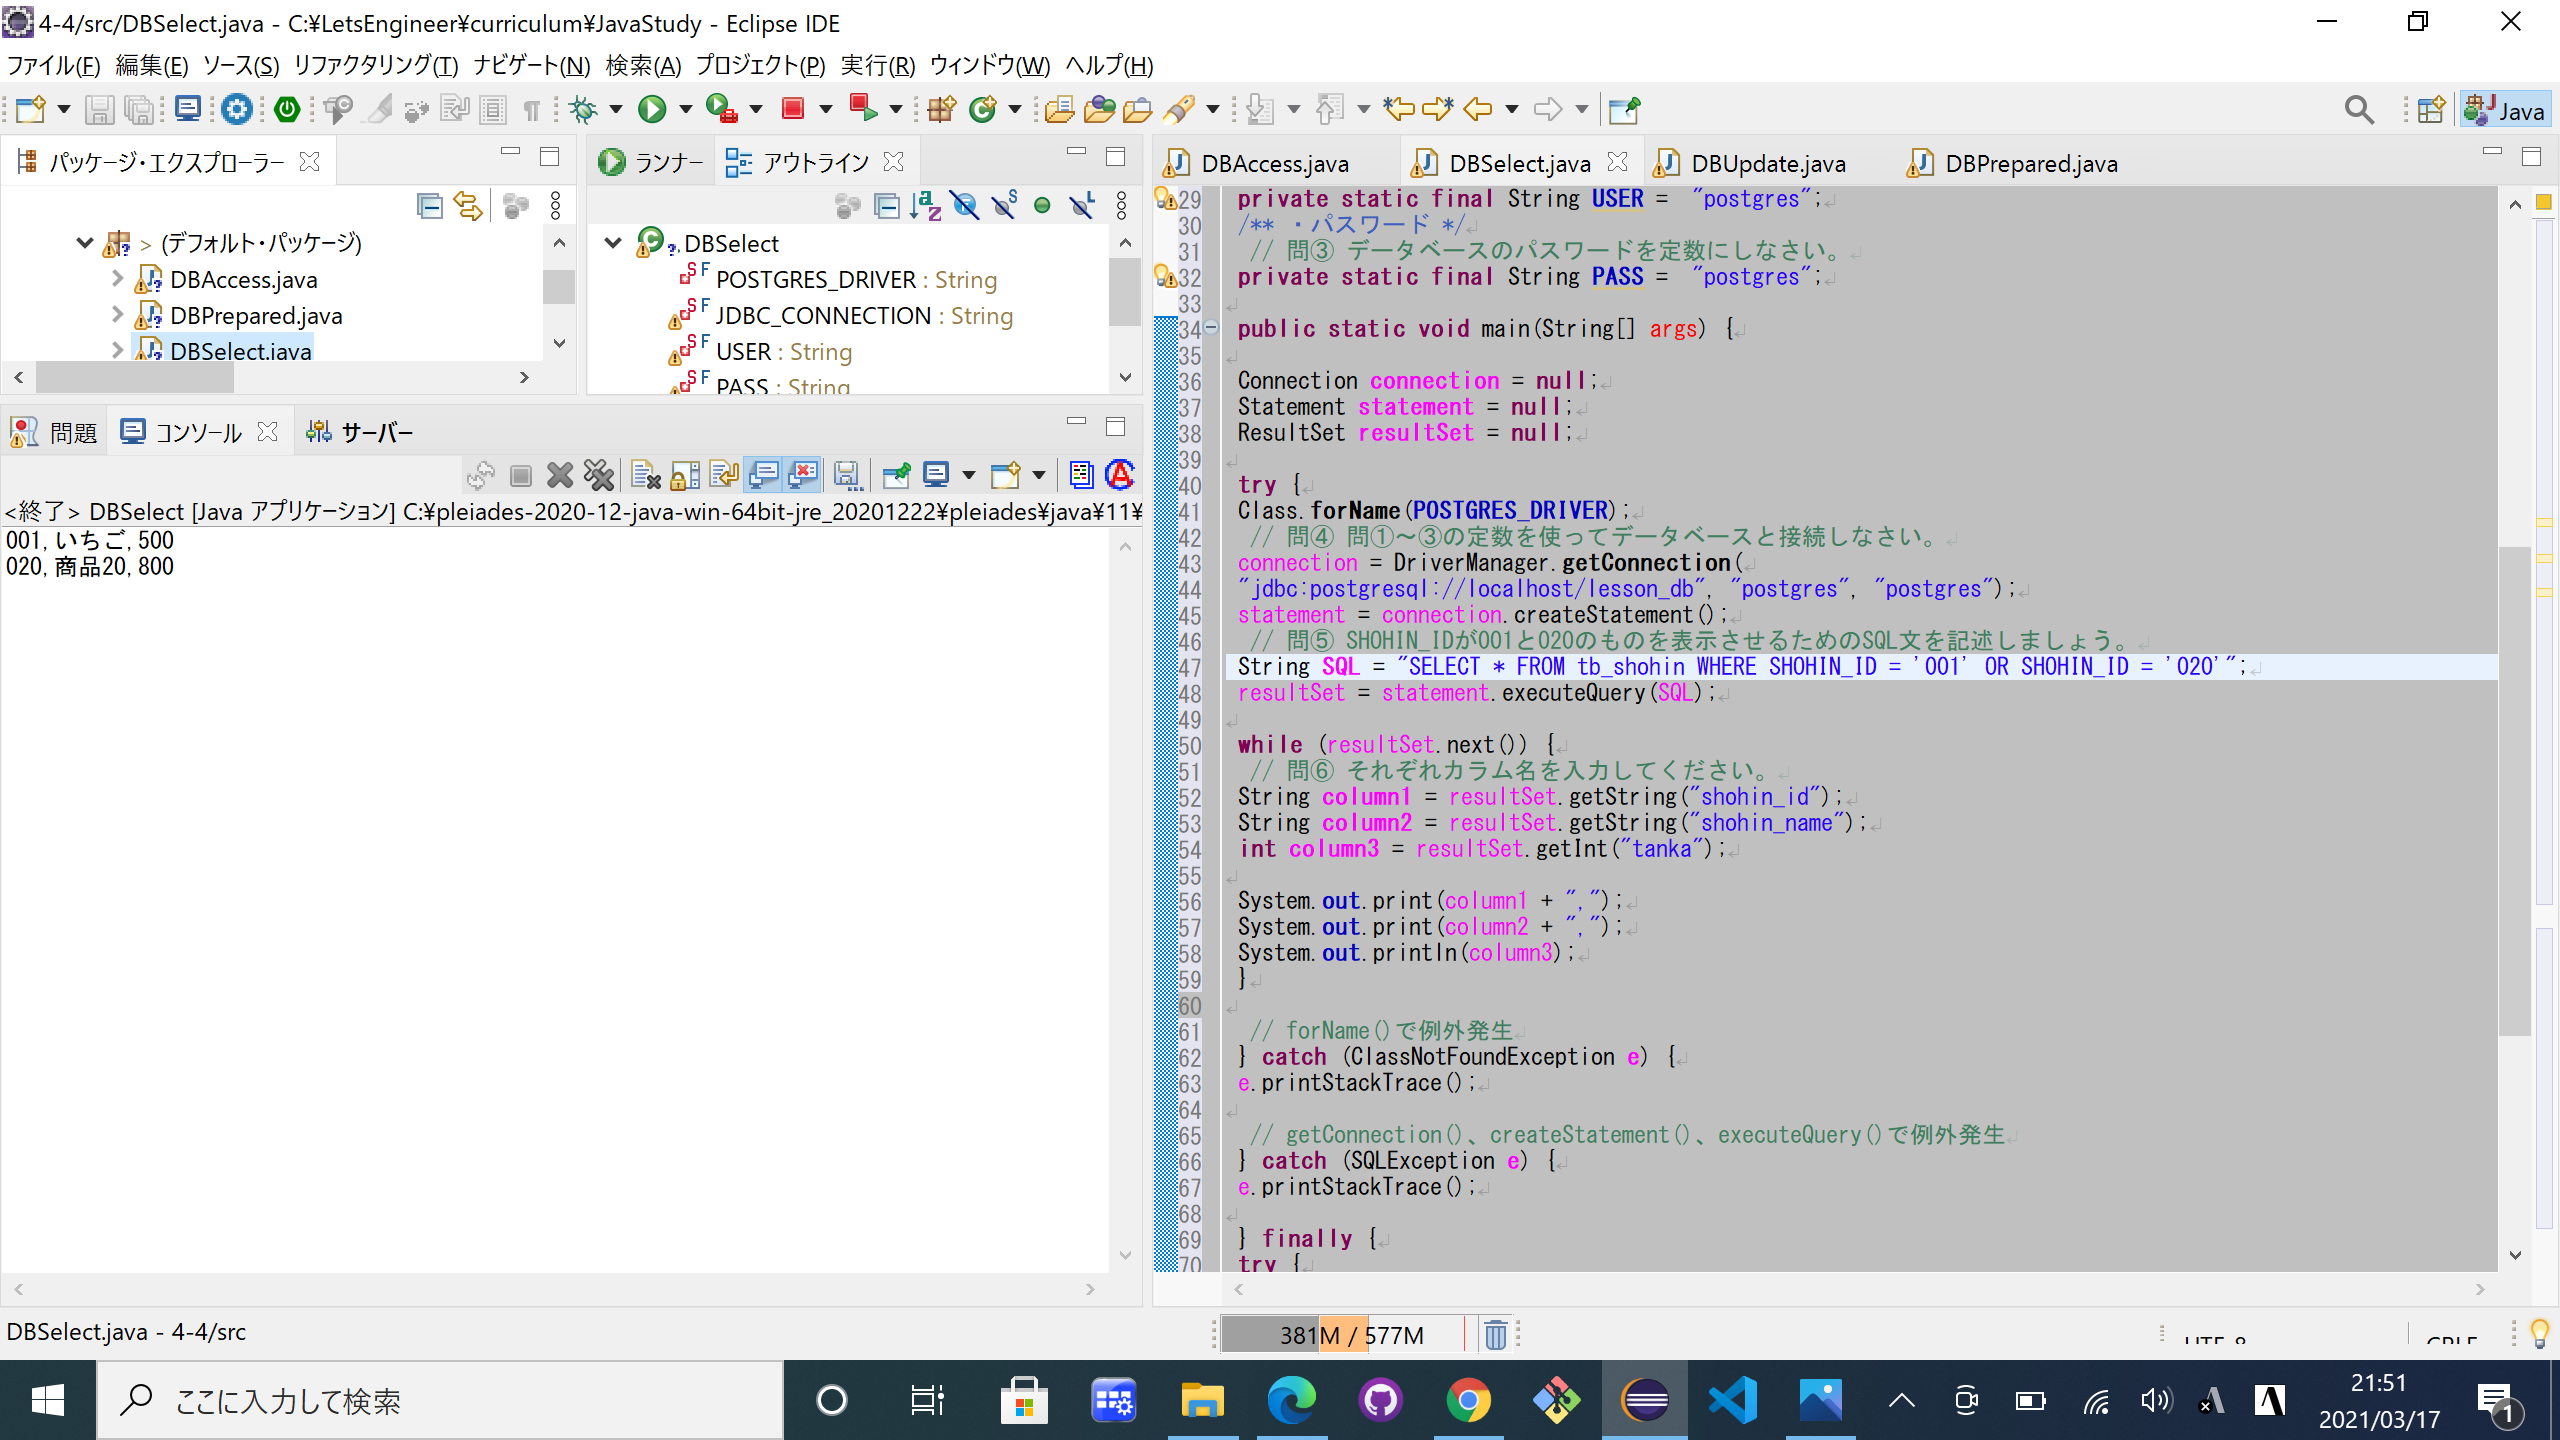 4-4/src/DBSelect.java - C:¥LetsEngineer¥curriculum¥JavaStudy - Eclipse IDE
ファイル(F) 編集(E) ソース(S) リファクタリング(T) ナビゲート(N) 検索(A) プロジェクト(P) 実行(R) ウィンドウ(W) ヘルプ(H)
Java
パッケージ・エクスプローラー
> (デフォルト・パッケージ)
DBAccess.java
DBPrepared.java
DBSelect.java
ランナー アウトライン
DBSelect
POSTGRES_DRIVER : String
JDBC_CONNECTION : String
USER : String
PASS : String
問題 コンソール サーバー
<終了> DBSelect [Java アプリケーション] C:¥pleiades-2020-12-java-win-64bit-jre_20201222¥pleiades¥java¥11¥
001,いちご,500
020,商品20,800
DBAccess.java DBSelect.java DBUpdate.java DBPrepared.java
29 private static final String USER =  "postgres";
30 /** ・パスワード */
31 // 問③ データベースのパスワードを定数にしなさい。
32 private static final String PASS =  "postgres";
33
34 public static void main(String[] args) {
35
36 Connection connection = null;
37 Statement statement = null;
38 ResultSet resultSet = null;
39
40 try {
41 Class.forName(POSTGRES_DRIVER);
42 // 問④ 問①～③の定数を使ってデータベースと接続しなさい。
43 connection = DriverManager.getConnection(
44 "jdbc:postgresql://localhost/lesson_db", "postgres", "postgres");
45 statement = connection.createStatement();
46 // 問⑤ SHOHIN_IDが001と020のものを表示させるためのSQL文を記述しましょう。
47 String SQL = "SELECT * FROM tb_shohin WHERE SHOHIN_ID = '001' OR SHOHIN_ID = '020'";
48 resultSet = statement.executeQuery(SQL);
49
50 while (resultSet.next()) {
51 // 問⑥ それぞれカラム名を入力してください。
52 String column1 = resultSet.getString("shohin_id");
53 String column2 = resultSet.getString("shohin_name");
54 int column3 = resultSet.getInt("tanka");
55
56 System.out.print(column1 + ",");
57 System.out.print(column2 + ",");
58 System.out.println(column3);
59 }
60
61 // forName()で例外発生
62 } catch (ClassNotFoundException e) {
63 e.printStackTrace();
64
65 // getConnection()、createStatement()、executeQuery()で例外発生
66 } catch (SQLException e) {
67 e.printStackTrace();
68
69 } finally {
70 try {
DBSelect.java - 4-4/src
381M / 577M
UTF-8
CRLF
ここに入力して検索
21:51
2021/03/17
1